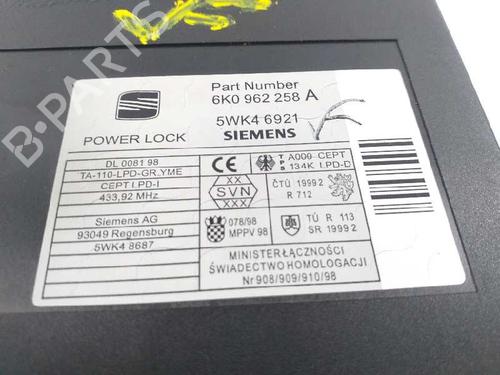 B-PARTS
Part Number
6K0 962 258 A
5WK4 6921
POWER LOCK
SIEMENS
DL 0081 98
TA-110-LPD-GR,YME
CEPT LPD-I
433,92 MHz
Siemens AG
93049 Regensburg
5WK4 8687
CE
T A000 CEPT
P
S 134K LPD-D
XX
SVN
XXX
ČTÚ 1999 2
R 712
078/98
MPPV 98
TÚ R 113
SR 1999 2
MINISTER ŁĄCZNOŚCI
ŚWIADECTWO HOMOLOGACJI
Nr 908/909/910/98